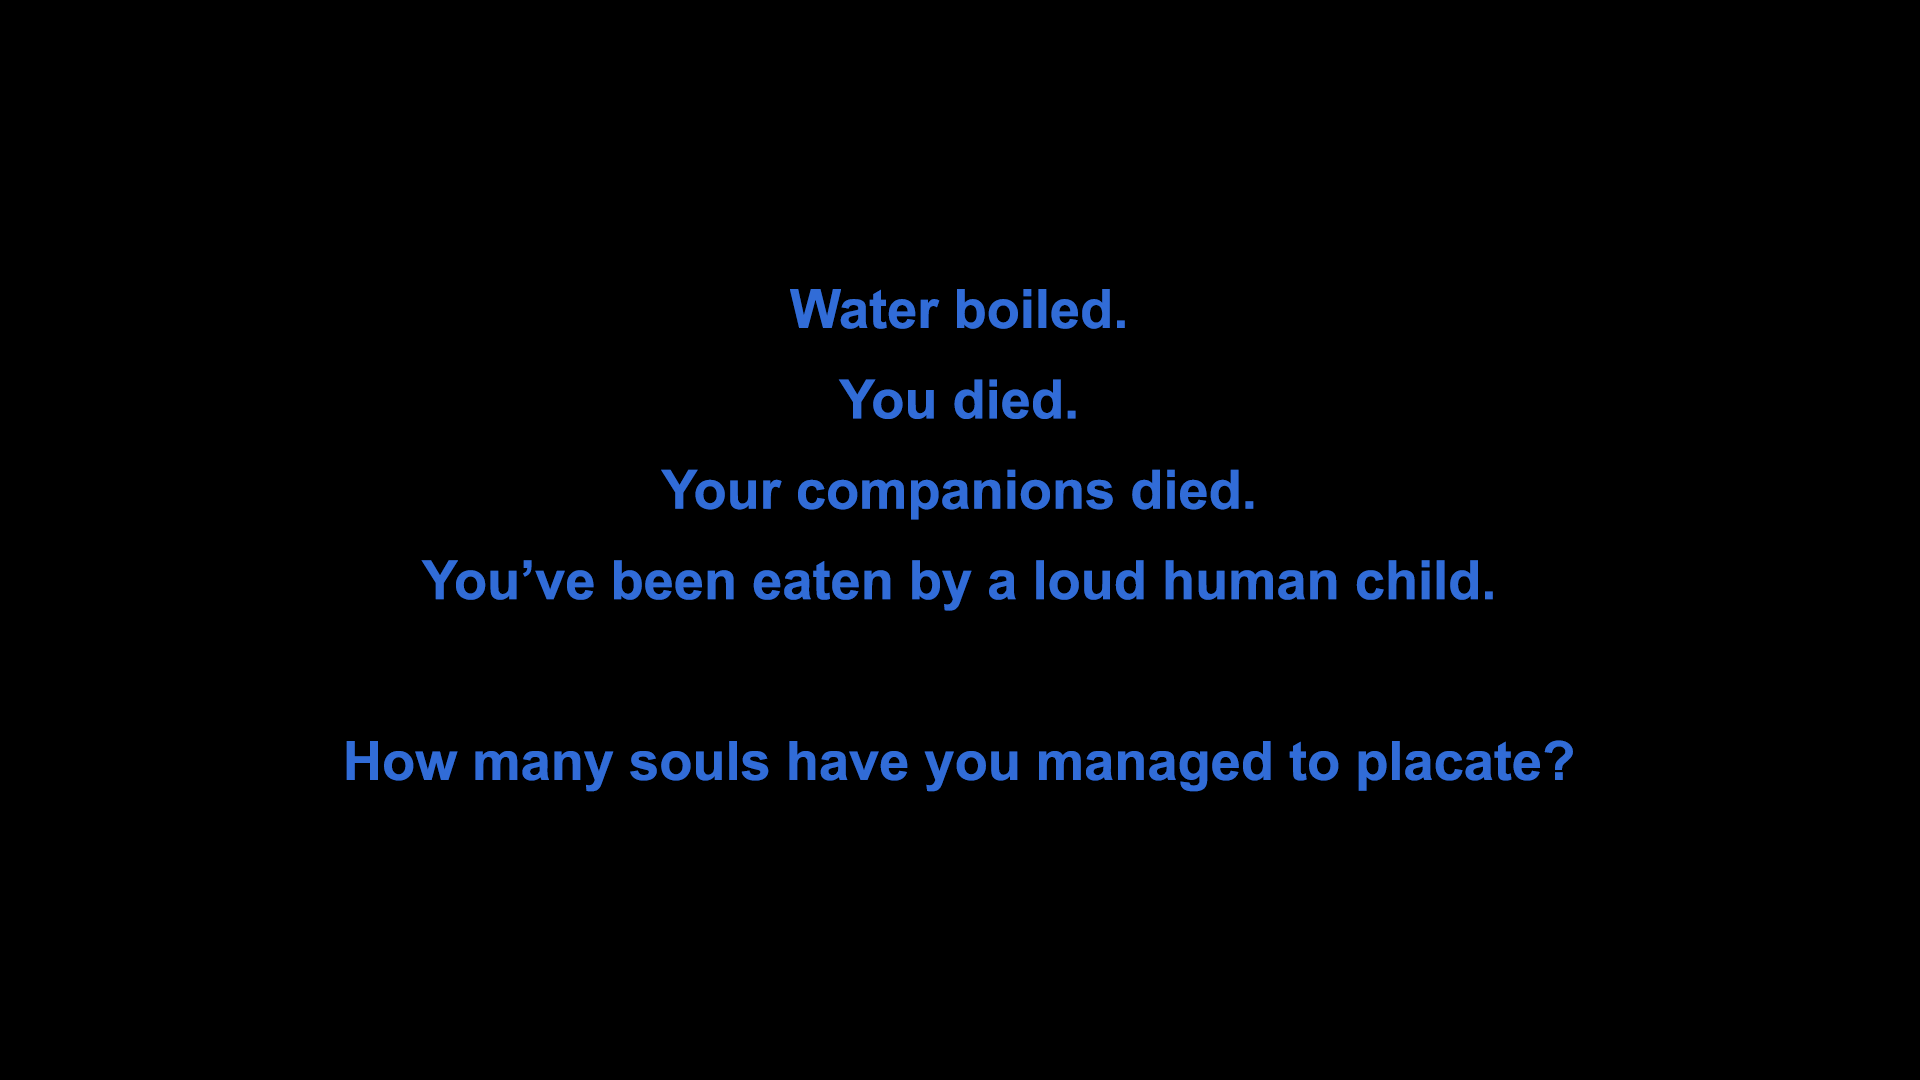 Water boiled.
You died.
Your companions died.
You’ve been eaten by a loud human child.
How many souls have you managed to placate?